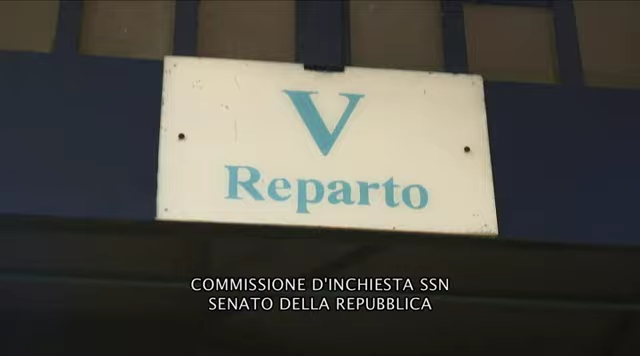 V
Reparto
COMMISSIONE D'INCHIESTA SSN
SENATO DELLA REPUBBLICA